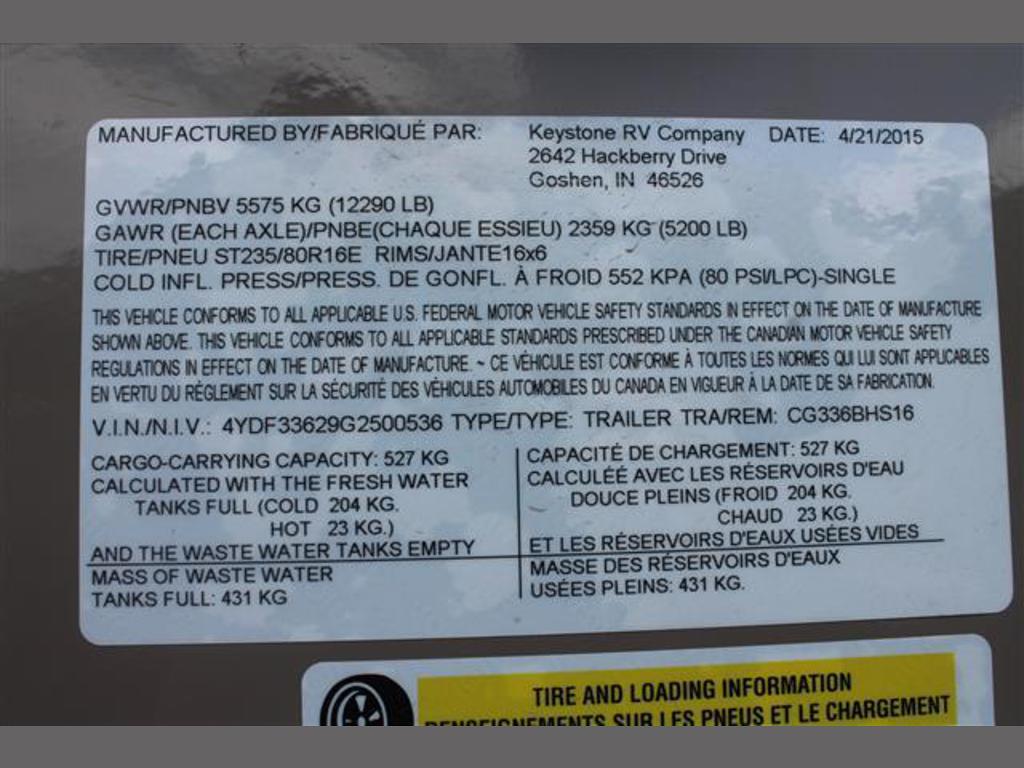 MANUFACTURED BY/FABRIQUÉ PAR: Keystone RV Company DATE: 4/21/2015
2642 Hackberry Drive
Goshen, IN 46526
GVWR/PNBV 5575 KG (12290 LB)
GAWR (EACH AXLE)/PNBE(CHAQUE ESSIEU) 2359 KG (5200 LB)
TIRE/PNEU ST235/80R16E RIMS/JANTE16x6
COLD INFL. PRESS/PRESS. DE GONFL. À FROID 552 KPA (80 PSI/LPC)-SINGLE
THIS VEHICLE CONFORMS TO ALL APPLICABLE U.S. FEDERAL MOTOR VEHICLE SAFETY STANDARDS IN EFFECT ON THE DATE OF MANUFACTURE
SHOWN ABOVE. THIS VEHICLE CONFORMS TO ALL APPLICABLE STANDARDS PRESCRIBED UNDER THE CANADIAN MOTOR VEHICLE SAFETY
REGULATIONS IN EFFECT ON THE DATE OF MANUFACTURE. ~ CE VÉHICULE EST CONFORME À TOUTES LES NORMES QUI LUI SONT APPLICABLES
EN VERTU DU RÉGLEMENT SUR LA SÉCURITÉ DES VÉHICULES AUTOMOBILES DU CANADA EN VIGUEUR À LA DATE DE SA FABRICATION.
V.I.N./N.I.V.: 4YDF33629G2500536 TYPE/TYPE: TRAILER TRA/REM: CG336BHS16
CARGO-CARRYING CAPACITY: 527 KG
CALCULATED WITH THE FRESH WATER
TANKS FULL (COLD 204 KG.
HOT 23 KG.)
AND THE WASTE WATER TANKS EMPTY
MASS OF WASTE WATER
TANKS FULL: 431 KG
CAPACITÉ DE CHARGEMENT: 527 KG
CALCULÉE AVEC LES RÉSERVOIRS D'EAU
DOUCE PLEINS (FROID 204 KG.
CHAUD 23 KG.)
ET LES RÉSERVOIRS D'EAUX USÉES VIDES
MASSE DES RÉSERVOIRS D'EAUX
USÉES PLEINS: 431 KG.
TIRE AND LOADING INFORMATION
RENSEIGNEMENTS SUR LES PNEUS ET LE CHARGEMENT